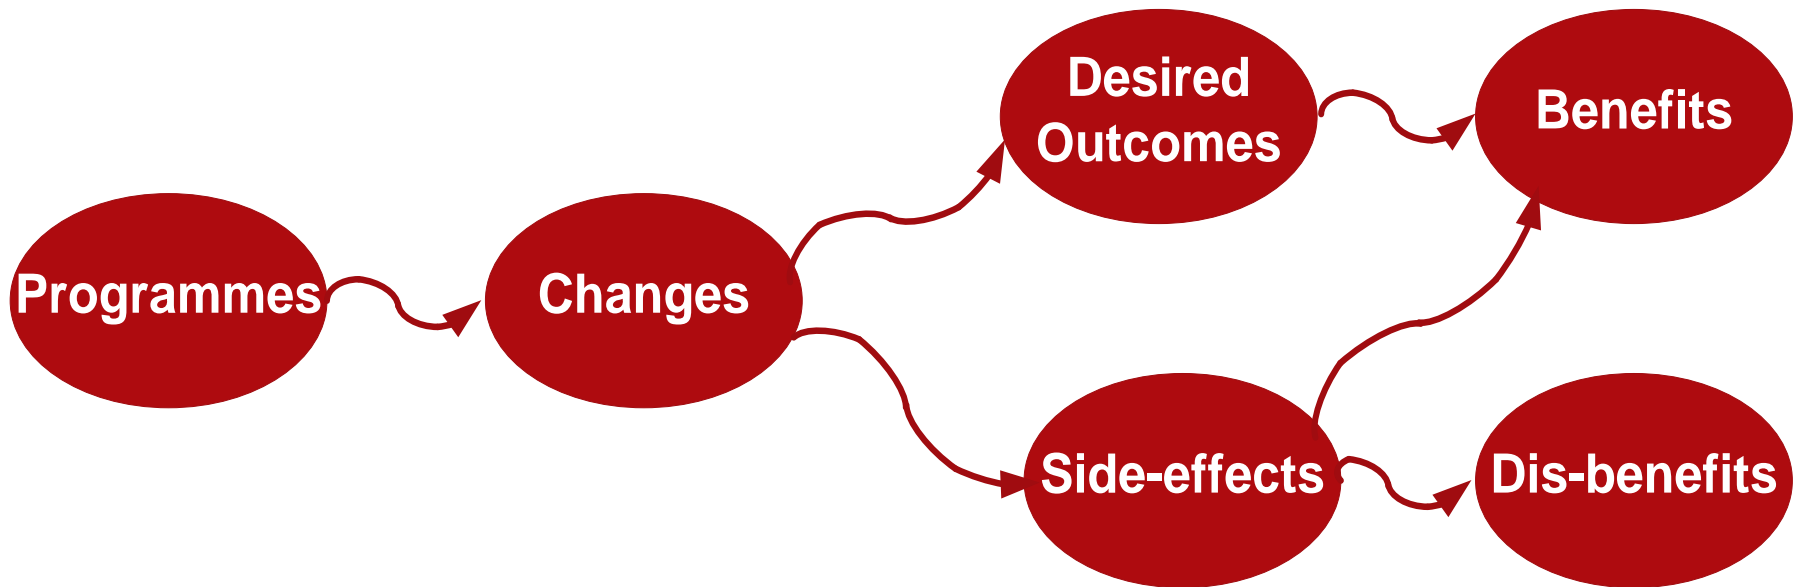 Programmes
Changes
Desired
Outcomes
Benefits
Side-effects
Dis-benefits